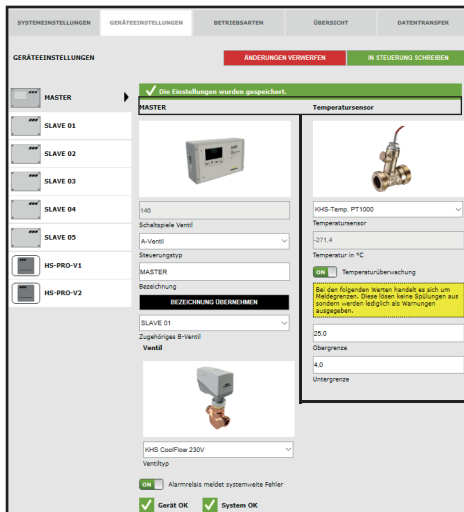 SYSTEMEINSTELLUNGEN
GERÄTEEINSTELLUNGEN
BETRIEBSARTEN
ÜBERSICHT
DATENTRANSFER
GERÄTEEINSTELLUNGEN
ÄNDERUNGEN VERWERFEN
IN STEUERUNG SCHREIBEN
MASTER
SLAVE 01
SLAVE 02
SLAVE 03
SLAVE 04
SLAVE 05
HS-PRO-V1
HS-PRO-V2
Die Einstellungen wurden gespeichert.
MASTER
146
Schaltspiele Ventil
A-Ventil
Steuerungstyp
MASTER
Bezeichnung
BEZEICHNUNG ÜBERNEHMEN
SLAVE 01
Zugehöriges B-Ventil
Ventil
KHS CoolFlow 230V
Ventiltyp
ON Alarmrelais meldet systemweite Fehler
Gerät OK
System OK
Temperatursensor
KHS-Temp. PT1000
Temperatursensor
-271,4
Temperatur in °C
ON Temperaturübervachung
Bei den folgenden Werten handelt es sich um
Meldegrenzen. Diese lösen keine Spülungen aus
sondern werden lediglich als Warnungen
ausgegeben.
25,0
Obergrenze
4,0
Untergrenze